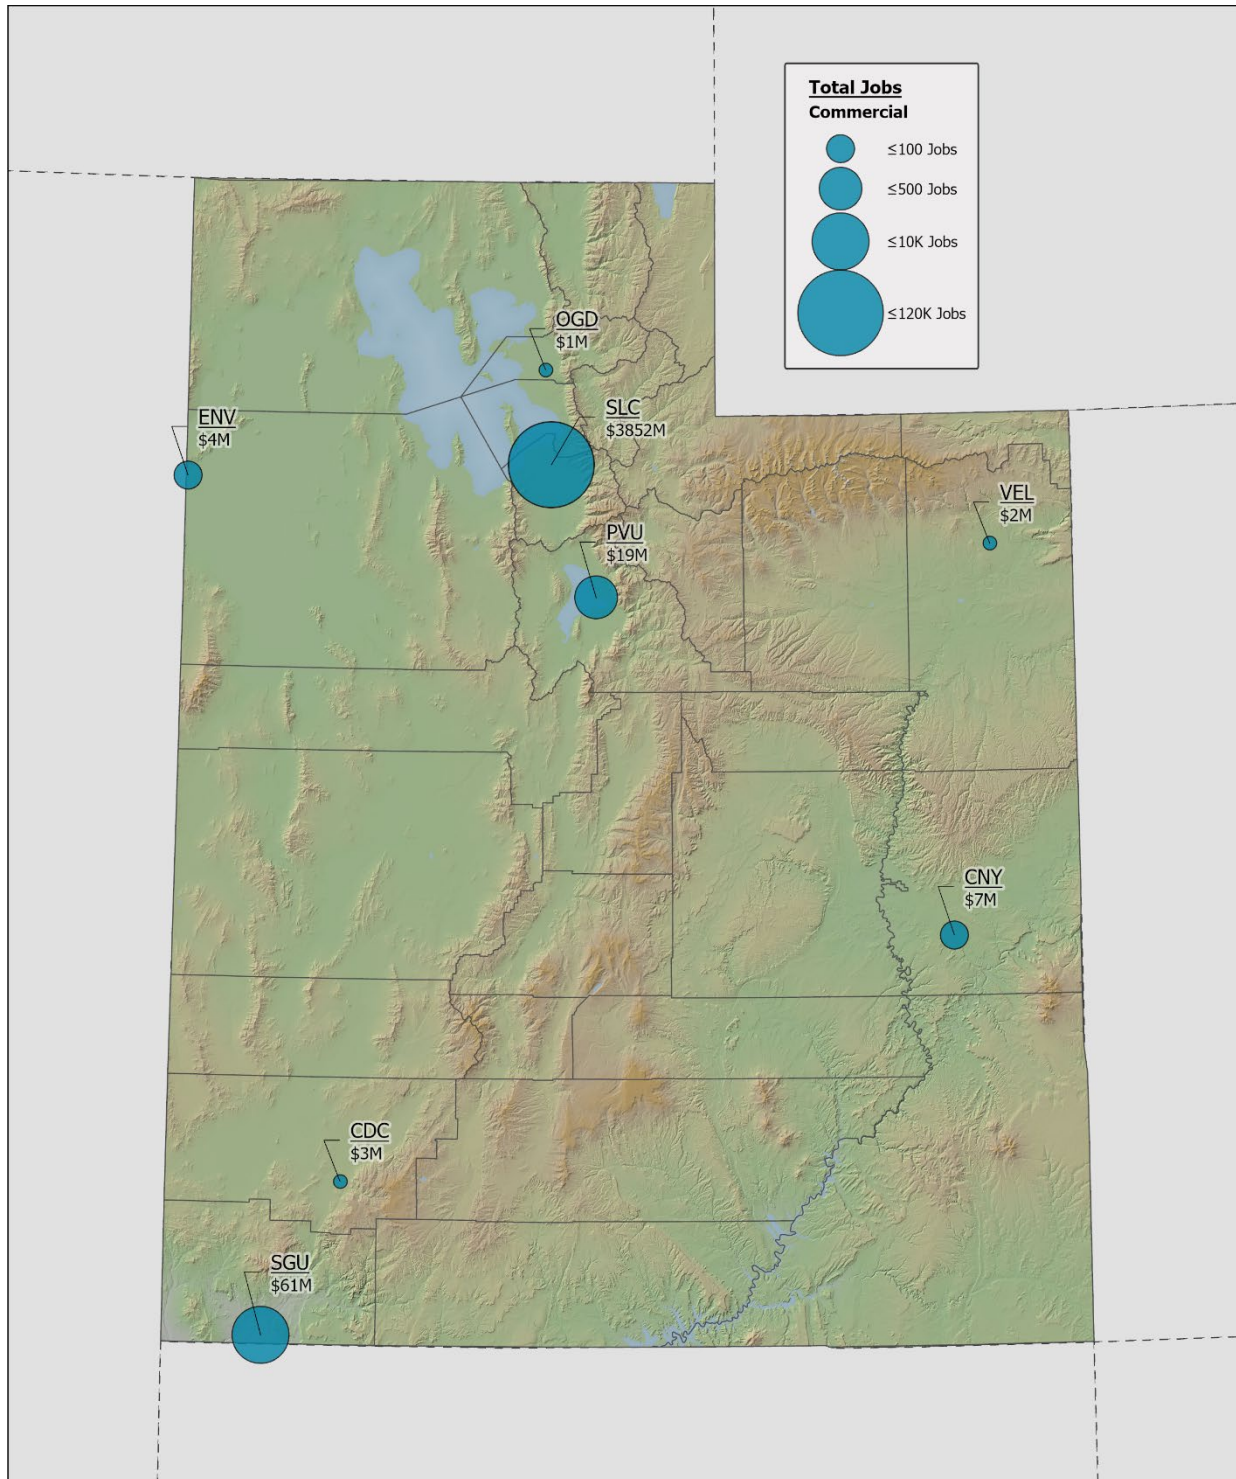 Total Jobs
Commercial
≤100 Jobs
≤500 Jobs
≤10K Jobs
≤120K Jobs
OGD
$1M
SLC
$3852M
ENV
$4M
VEL
$2M
PVU
$19M
CNY
$7M
CDC
$3M
SGU
$61M